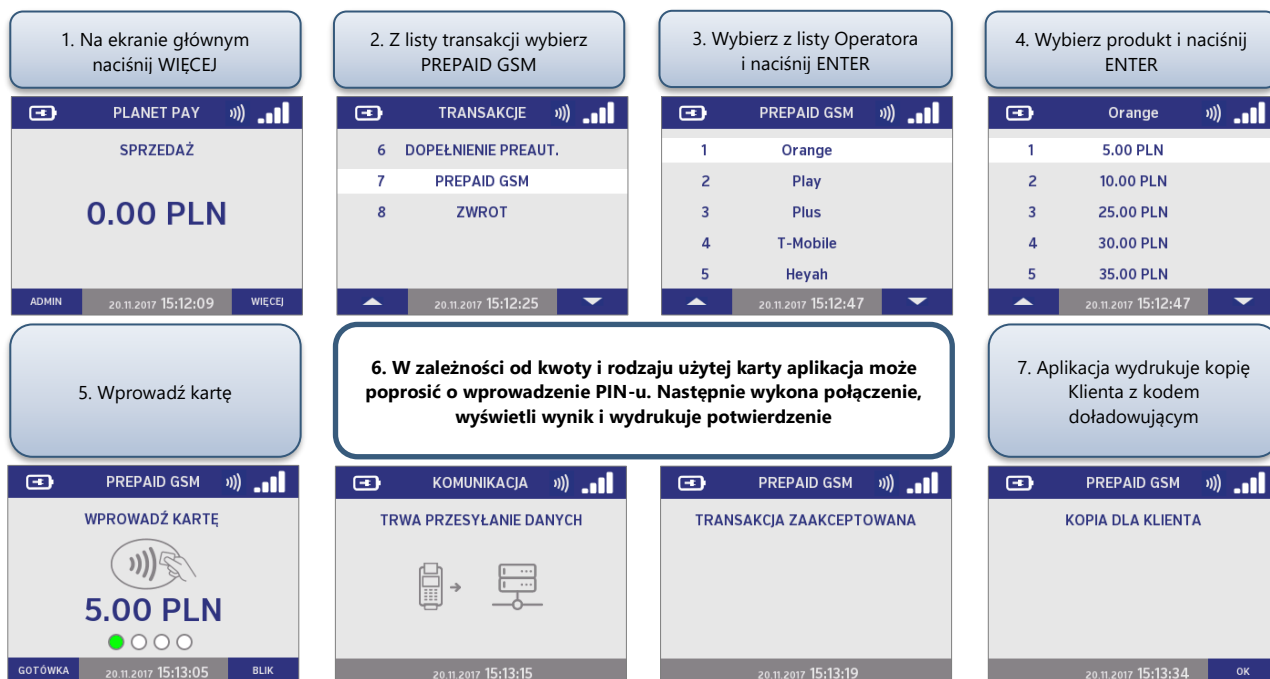 1. Na ekranie głównym
naciśnij WIĘCEJ
2. Z listy transakcji wybierz
PREPAID GSM
3. Wybierz z listy Operatora
i naciśnij ENTER
4. Wybierz produkt i naciśnij
ENTER
PLANET PAY
SPRZEDAŻ
0.00 PLN
ADMIN 20.11.2017 15:12:09 WIĘCEJ
TRANSAKCJE
6 DOPEŁNIENIE PREAUT.
7 PREPAID GSM
8 ZWROT
20.11.2017 15:12:25
PREPAID GSM
1 Orange
2 Play
3 Plus
4 T-Mobile
5 Heyah
20.11.2017 15:12:47
Orange
1 5.00 PLN
2 10.00 PLN
3 25.00 PLN
4 30.00 PLN
5 35.00 PLN
20.11.2017 15:12:47
5. Wprowadź kartę
6. W zależności od kwoty i rodzaju użytej karty aplikacja może
poprosić o wprowadzenie PIN-u. Następnie wykona połączenie,
wyświetli wynik i wydrukuje potwierdzenie
7. Aplikacja wydrukuje kopię
Klienta z kodem
doładowującym
PREPAID GSM
WPROWADŹ KARTĘ
5.00 PLN
GOTÓWKA 20.11.2017 15:13:05 BLIK
KOMUNIKACJA
TRWA PRZESYŁANIE DANYCH
20.11.2017 15:13:15
PREPAID GSM
TRANSAKCJA ZAAKCEPTOWANA
20.11.2017 15:13:19
PREPAID GSM
KOPIA DLA KLIENTA
20.11.2017 15:13:34 OK